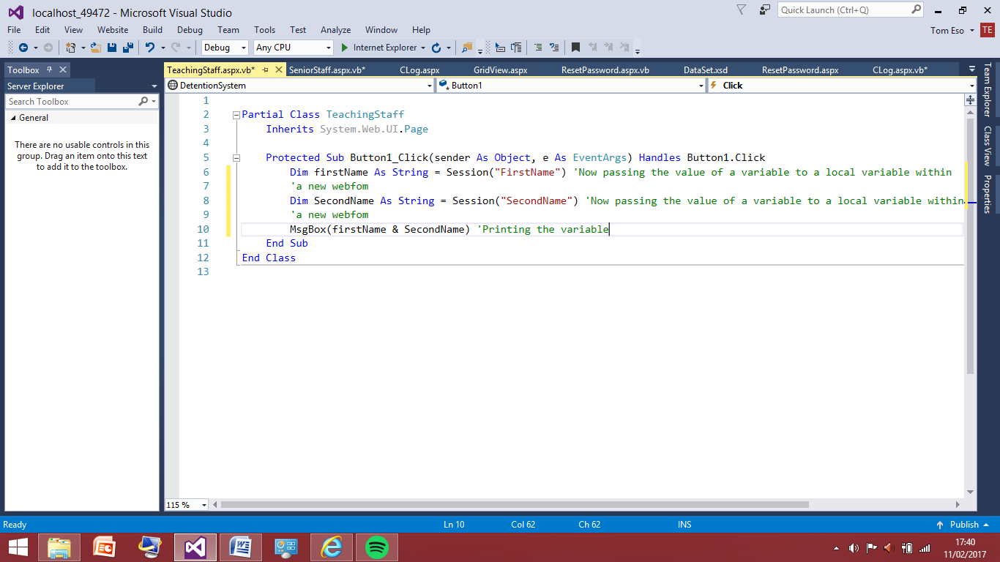 localhost_49472 - Microsoft Visual Studio
Quick Launch (Ctrl+Q)
File Edit View Website Build Debug Team Tools Test Analyze Window Help
Tom Eso TE
Debug Any CPU Internet Explorer
Toolbox
TeachingStaff.aspx.vb* SeniorStaff.aspx.vb* CLog.aspx GridView.aspx ResetPassword.aspx.vb DataSet.xsd ResetPassword.aspx CLog.aspx.vb*
Server Explorer
DetentionSystem Button1 Click
Search Toolbox
General
There are no usable controls in this
group. Drag an item onto this text
to add it to the toolbox.
1
2 Partial Class TeachingStaff
3 Inherits System.Web.UI.Page
4
5 Protected Sub Button1_Click(sender As Object, e As EventArgs) Handles Button1.Click
6 Dim firstName As String = Session("FirstName") 'Now passing the value of a variable to a local variable within
7 'a new webfom
8 Dim SecondName As String = Session("SecondName") 'Now passing the value of a variable to a local variable within
9 'a new webfom
10 MsgBox(firstName & SecondName) 'Printing the variable
11 End Sub
12 End Class
13
Team Explorer
Class View
Properties
115 %
Ready Ln 10 Col 62 Ch 62 INS Publish
17:40
11/02/2017